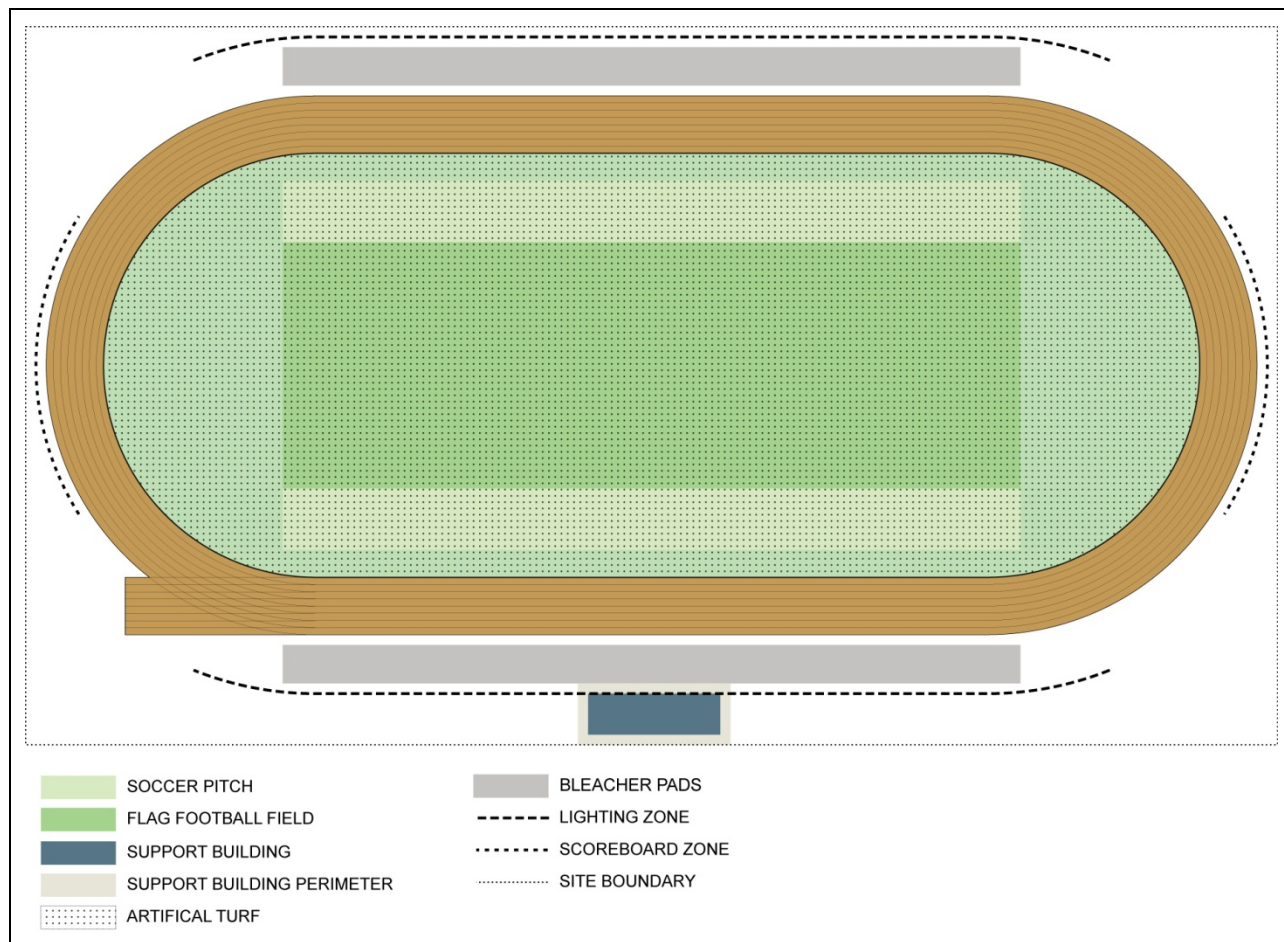 SOCCER PITCH
FLAG FOOTBALL FIELD
SUPPORT BUILDING
SUPPORT BUILDING PERIMETER
ARTIFICAL TURF
BLEACHER PADS
LIGHTING ZONE
SCOREBOARD ZONE
SITE BOUNDARY